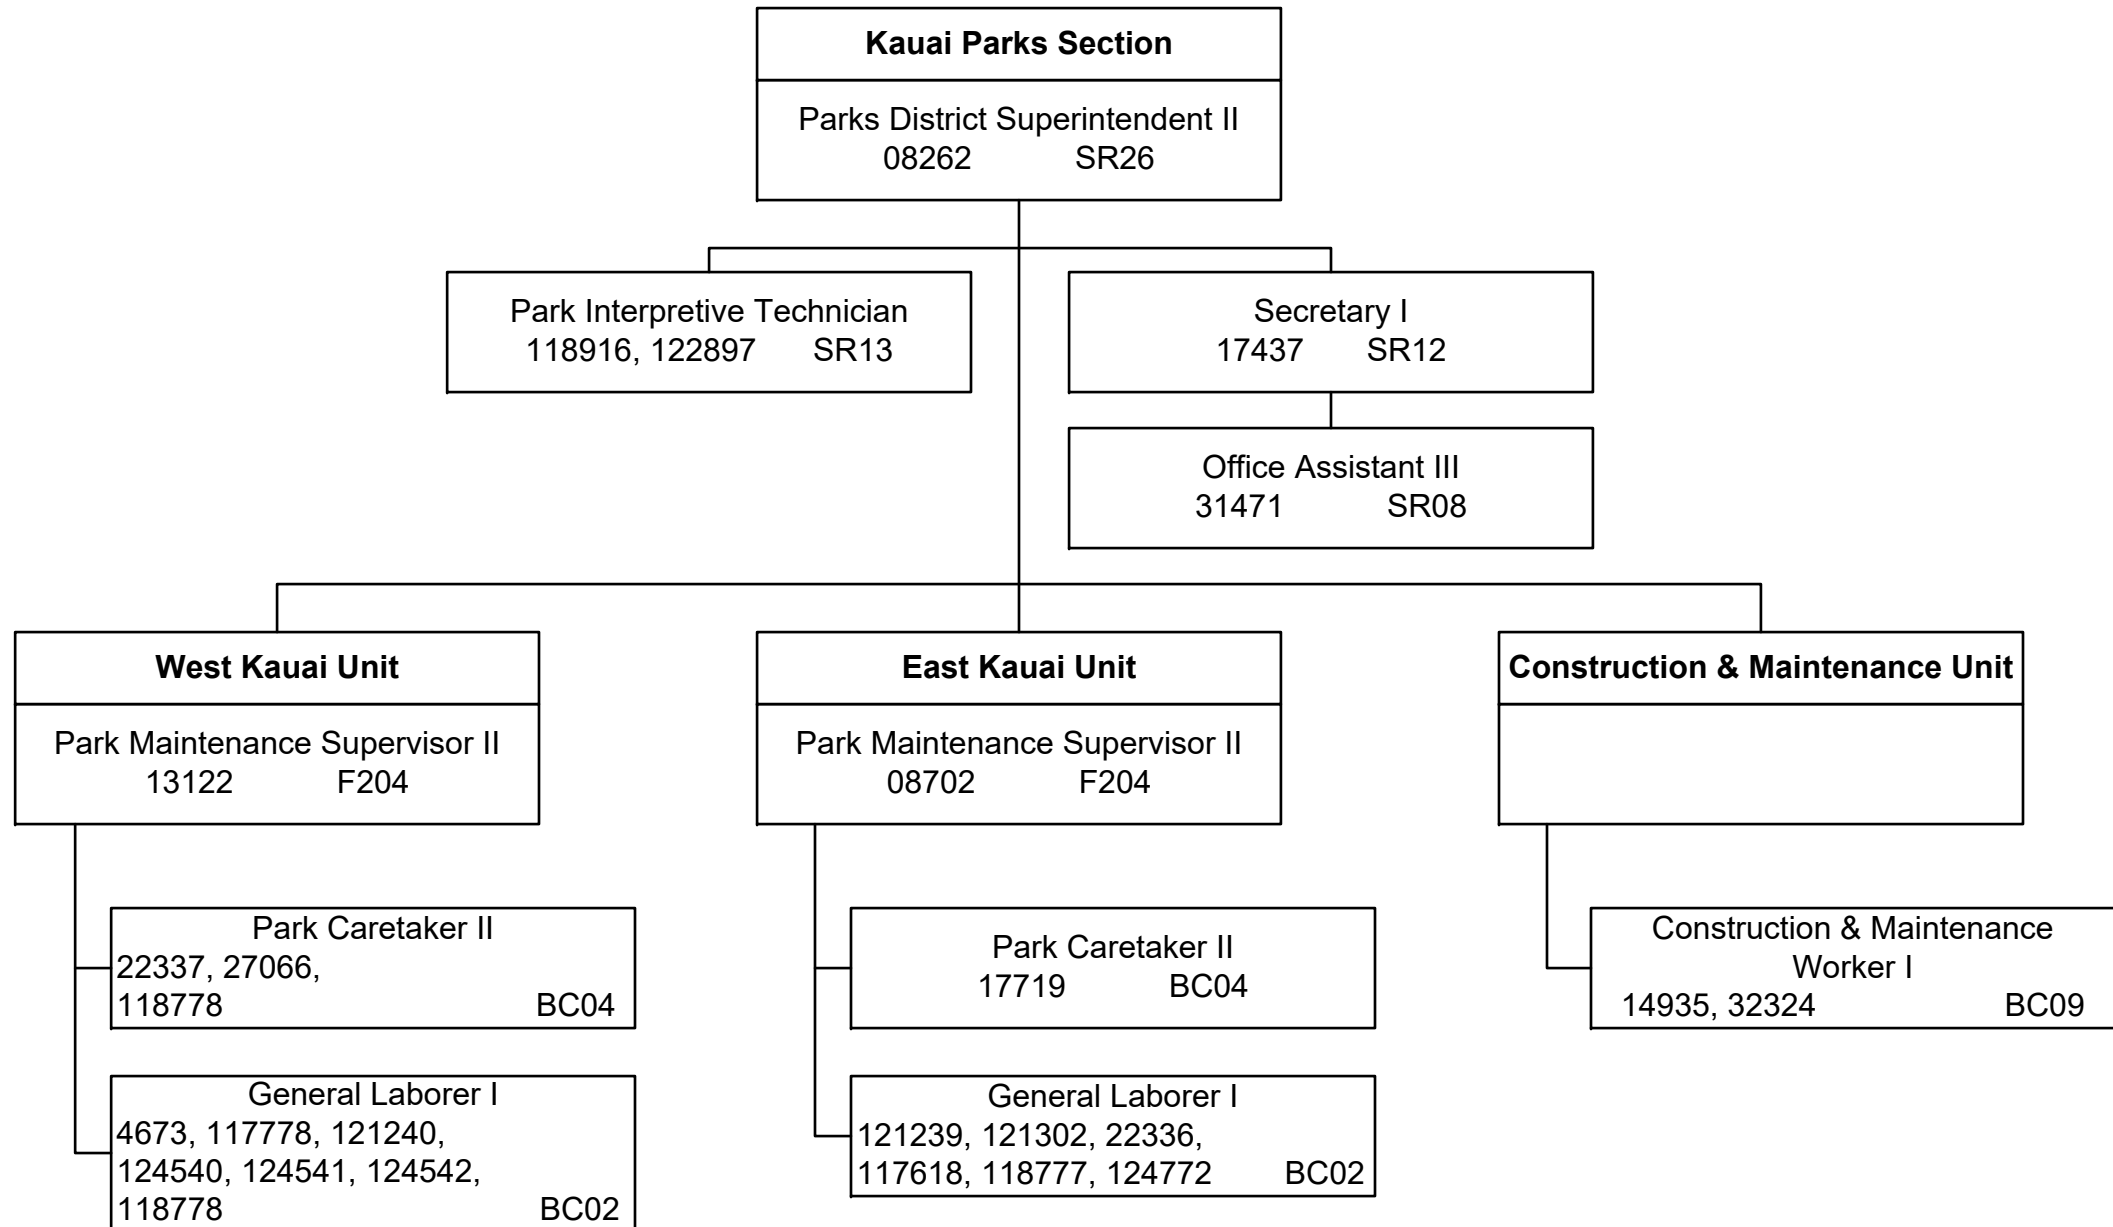 Kauai Parks Section
Parks District Superintendent II
08262 SR26
Park Interpretive Technician
118916, 122897 SR13
Secretary I
17437 SR12
Office Assistant III
31471 SR08
West Kauai Unit
Park Maintenance Supervisor II
13122 F204
Park Caretaker II
22337, 27066,
118778 BC04
General Laborer I
4673, 117778, 121240,
124540, 124541, 124542,
118778 BC02
East Kauai Unit
Park Maintenance Supervisor II
08702 F204
Park Caretaker II
17719 BC04
General Laborer I
121239, 121302, 22336,
117618, 118777, 124772 BC02
Construction & Maintenance Unit
Construction & Maintenance
Worker I
14935, 32324 BC09